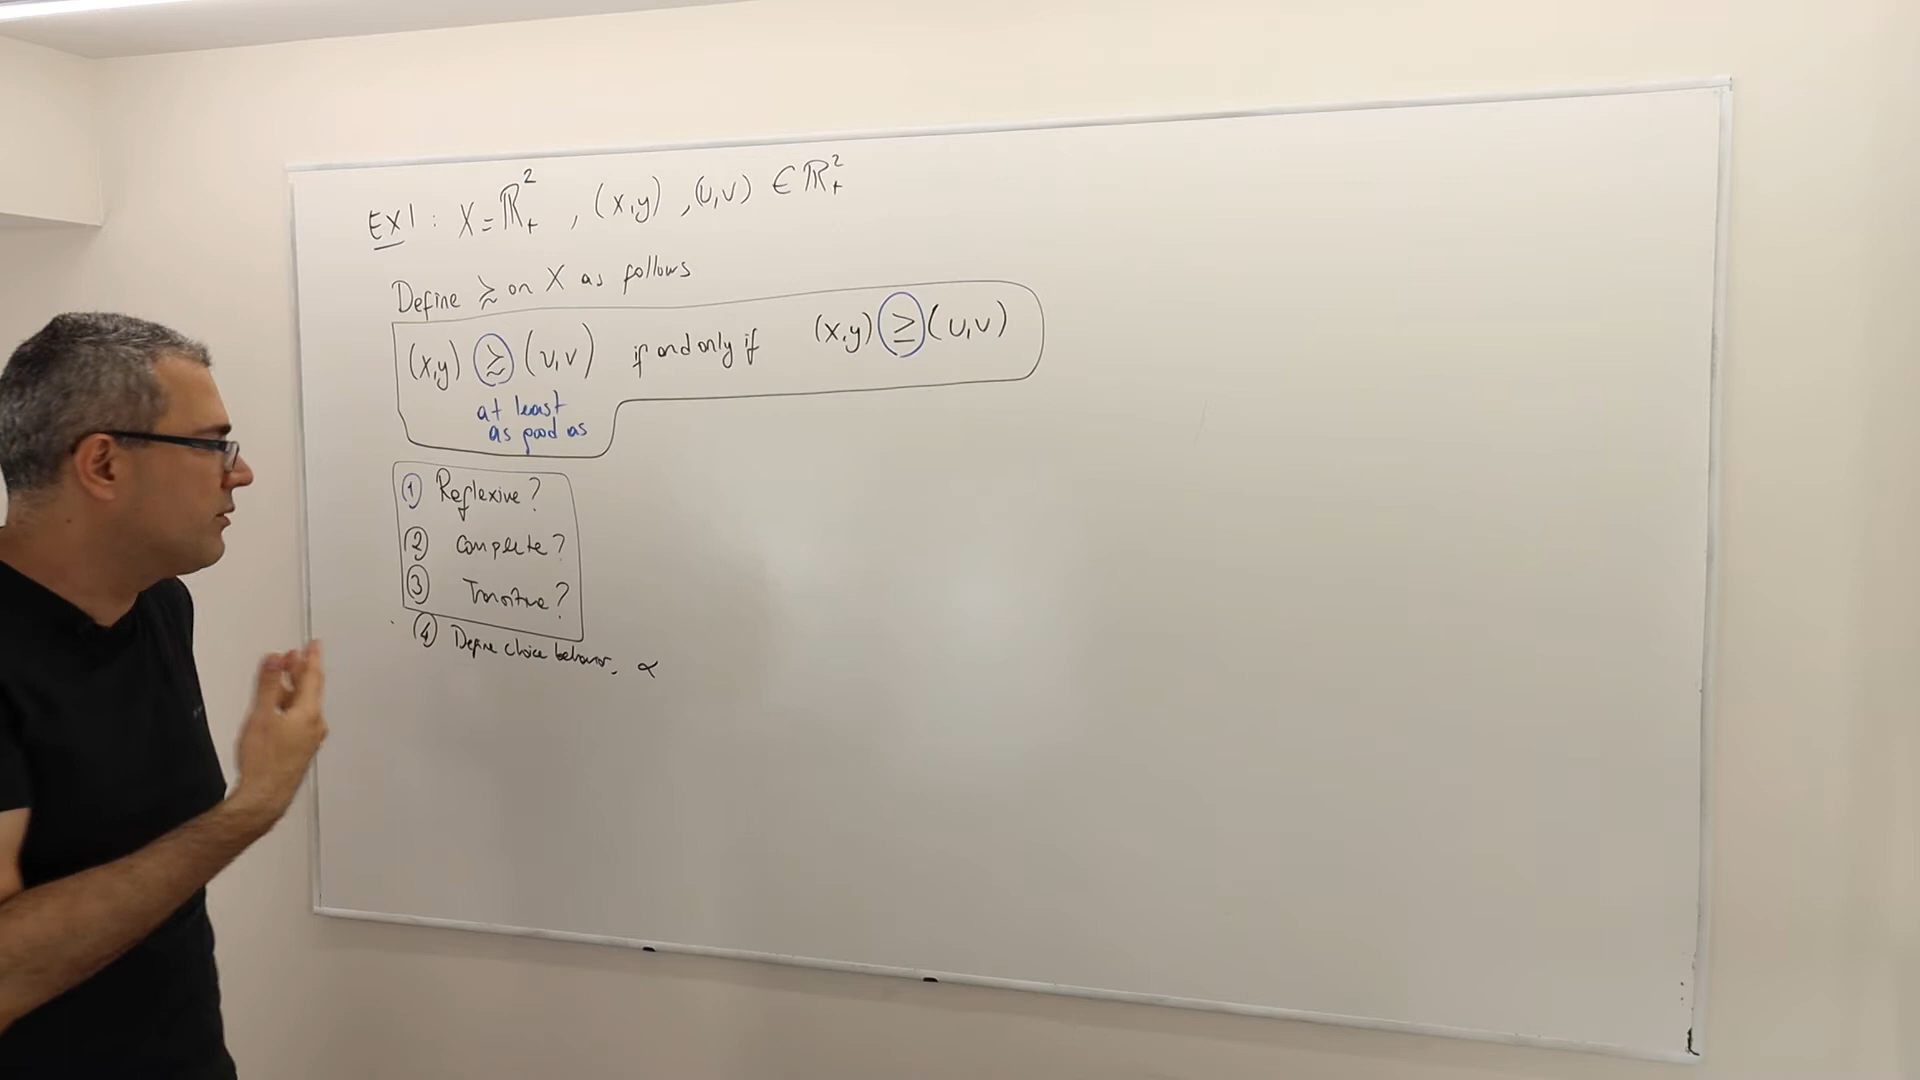 Ex1: X = ℝ²₊ , (x,y) , (u,v) ∈ ℝ²₊
Define ≿ on X as follows
(x,y) ≿ (u,v) if and only if (x,y) ≥ (u,v)
at least
as good as
① Reflexive?
② Complete?
③ Transitive?
④ Define choice behavior, ∝